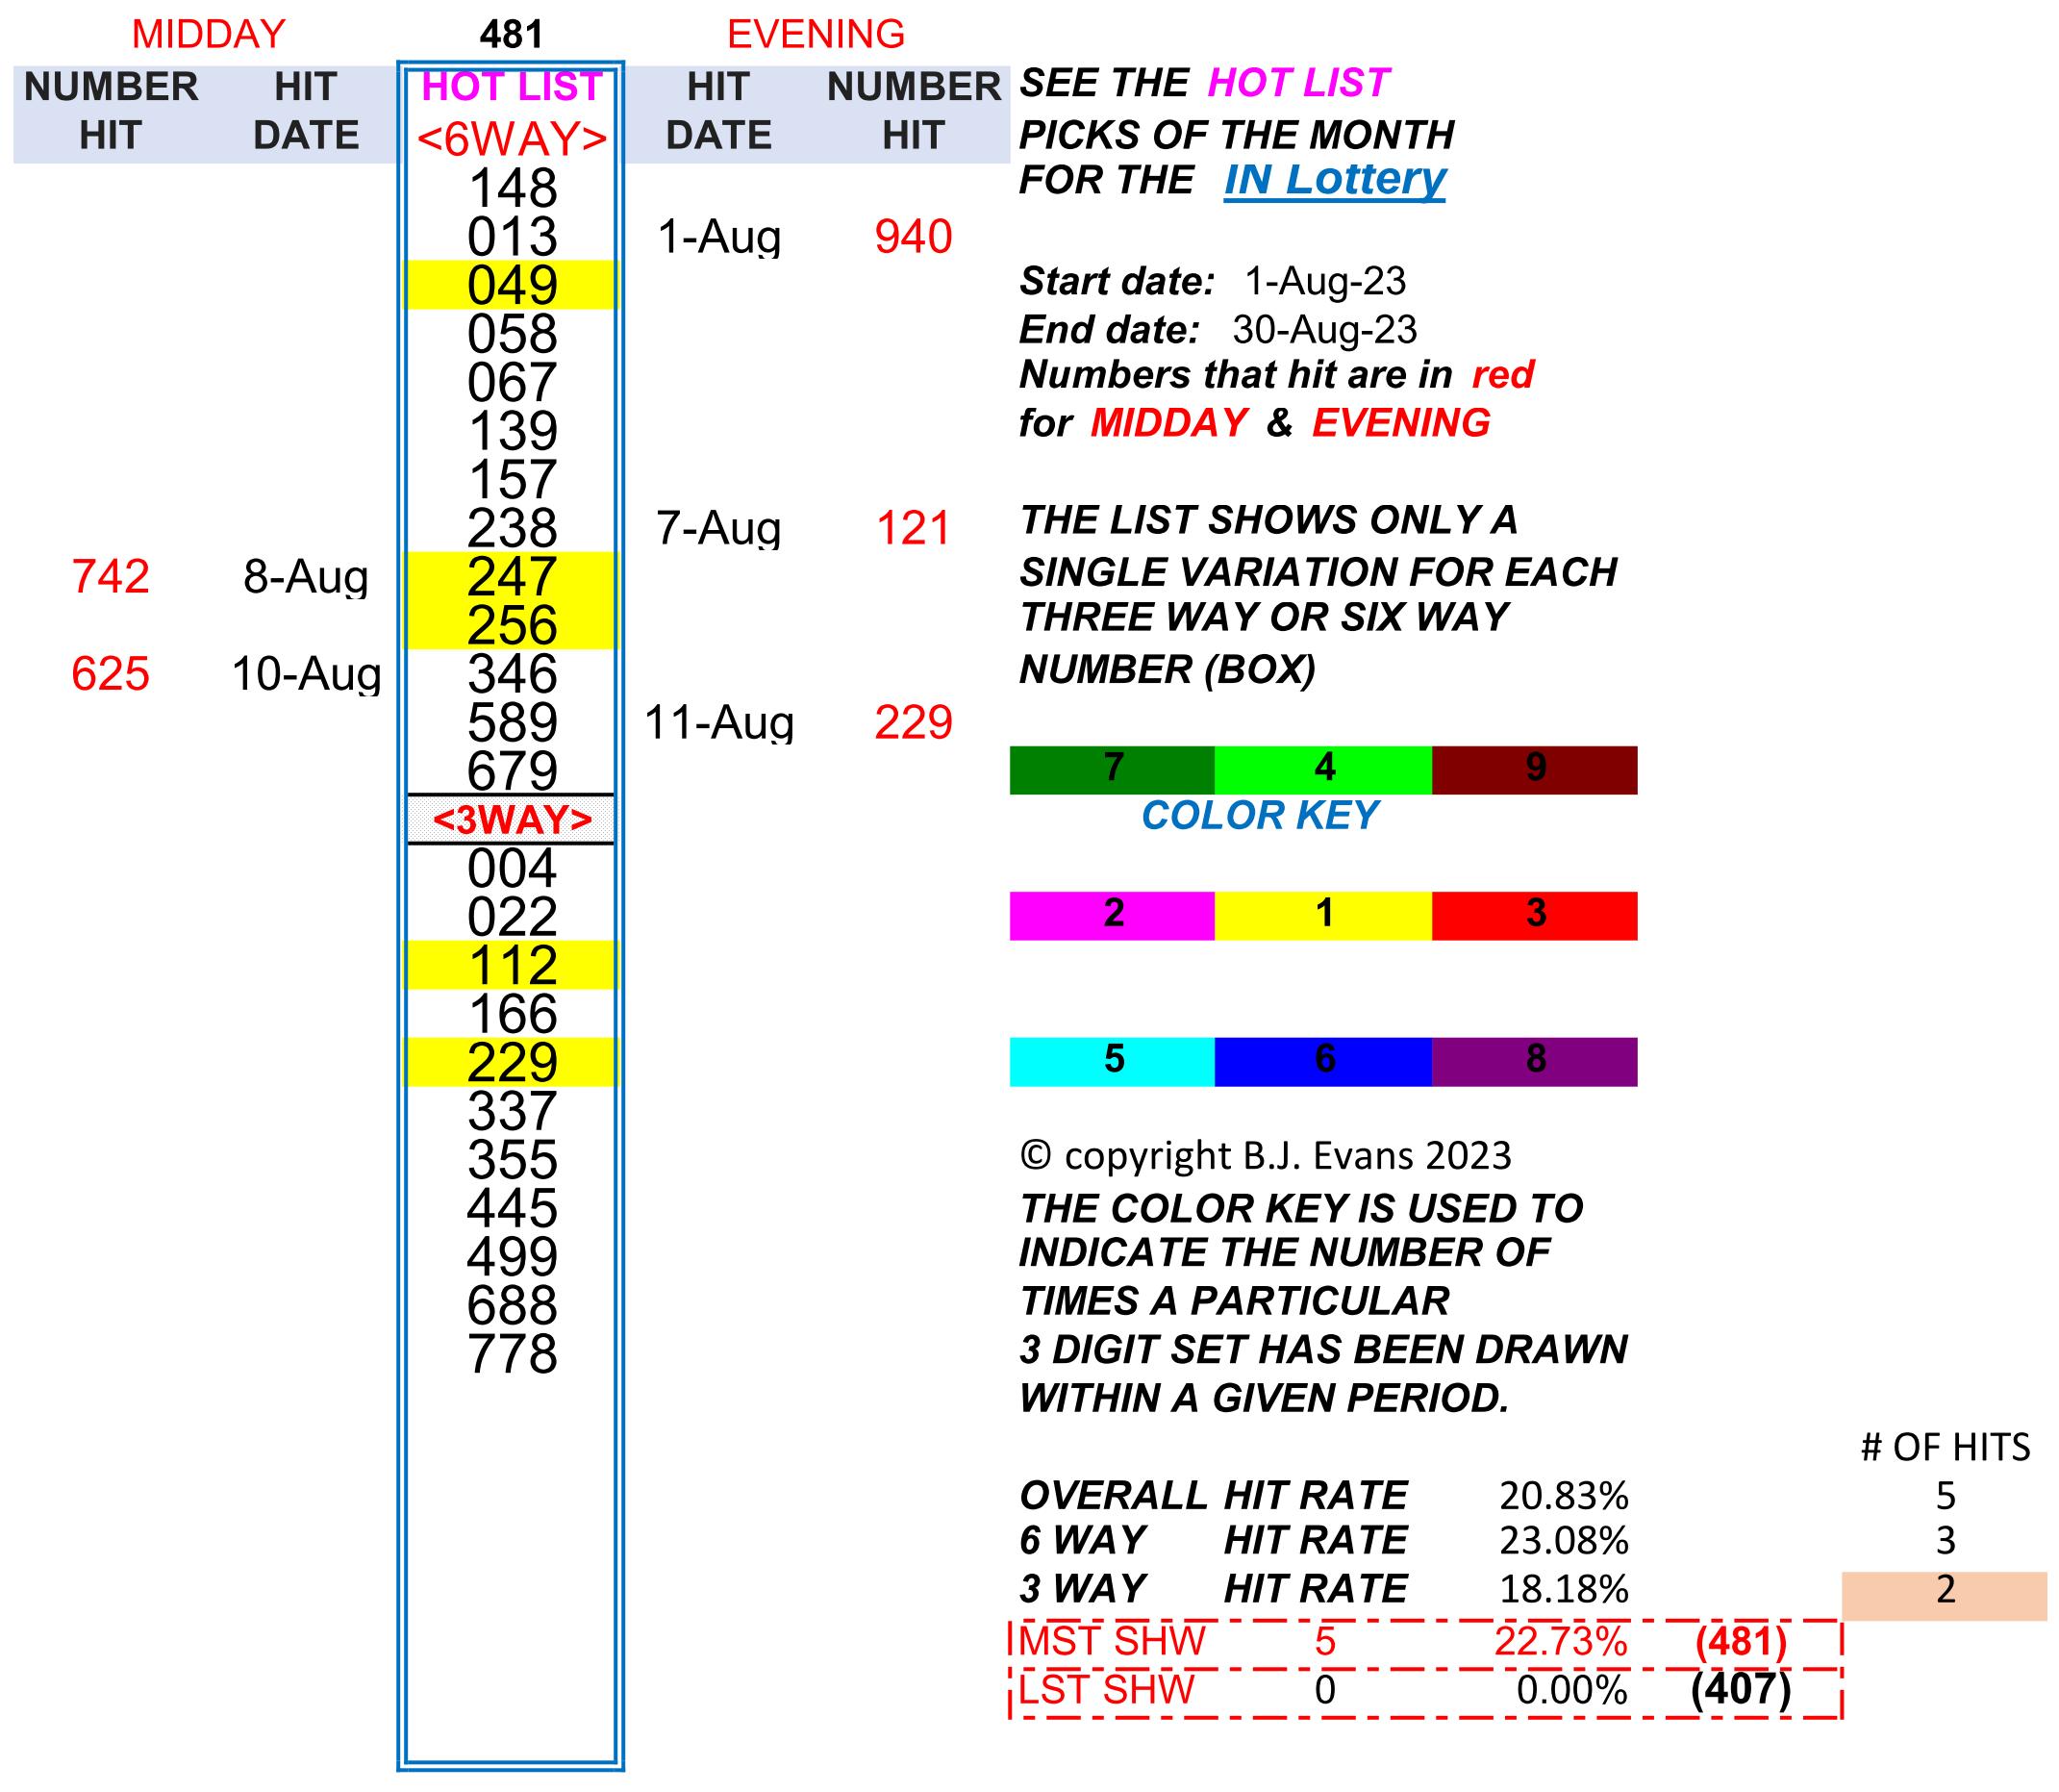 MIDDAY 481 EVENING
NUMBER HIT HOT LIST HIT NUMBER SEE THE HOT LIST
HIT DATE <6WAY> DATE HIT PICKS OF THE MONTH
148 FOR THE IN Lottery
013 1-Aug 940
049 Start date: 1-Aug-23
058 End date: 30-Aug-23
067 Numbers that hit are in red
139 for MIDDAY & EVENING
157
238 7-Aug 121 THE LIST SHOWS ONLY A
742 8-Aug 247 SINGLE VARIATION FOR EACH
256 THREE WAY OR SIX WAY
625 10-Aug 346 NUMBER (BOX)
589 11-Aug 229
679 7 4 9
<3WAY> COLOR KEY
004
022 2 1 3
112
166
229 5 6 8
337
355 © copyright B.J. Evans 2023
445 THE COLOR KEY IS USED TO
499 INDICATE THE NUMBER OF
688 TIMES A PARTICULAR
778 3 DIGIT SET HAS BEEN DRAWN
WITHIN A GIVEN PERIOD.
# OF HITS
OVERALL HIT RATE 20.83% 5
6 WAY HIT RATE 23.08% 3
3 WAY HIT RATE 18.18% 2
MST SHW 5 22.73% (481)
LST SHW 0 0.00% (407)